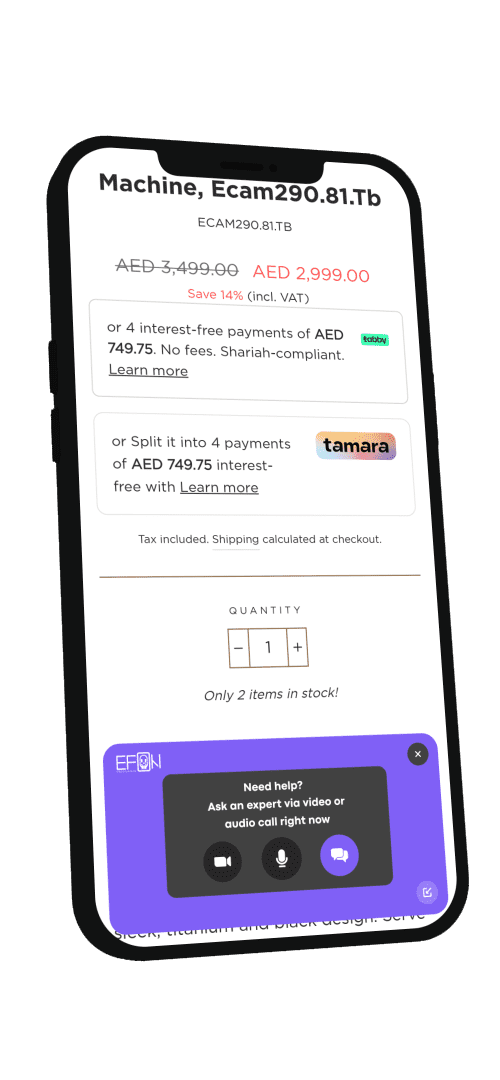 Machine, Ecam290.81.Tb
ECAM290.81.TB
AED 3,499.00 AED 2,999.00
Save 14% (incl. VAT)
or 4 interest-free payments of AED
749.75. No fees. Shariah-compliant.
Learn more
tabby
or Split it into 4 payments
of AED 749.75 interest-
free with Learn more
tamara
Tax included. Shipping calculated at checkout.
QUANTITY
− 1 +
Only 2 items in stock!
EFON
Need help?
Ask an expert via video or
audio call right now
sleek, titanium and black design. Serve